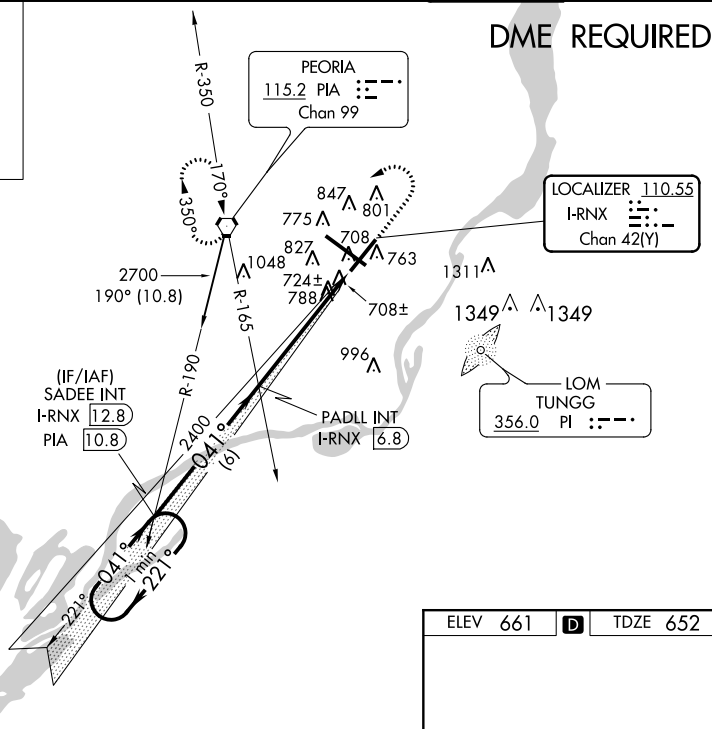 DME REQUIRED
R-350
PEORIA
115.2 PIA
Chan 99
170°
350°
847
801
775
708
763
827
1048
724±
788
708±
LOCALIZER 110.55
I-RNX
Chan 42(Y)
1311
1349
1349
2700
190° (10.8)
R-165
R-190
996
LOM
TUNGG
356.0 PI
(IF/IAF)
SADEE INT
I-RNX 12.8
PIA 10.8
PADLL INT
I-RNX 6.8
2400
041°
(6)
041°
1 min
221°
221°
ELEV 661 D TDZE 652